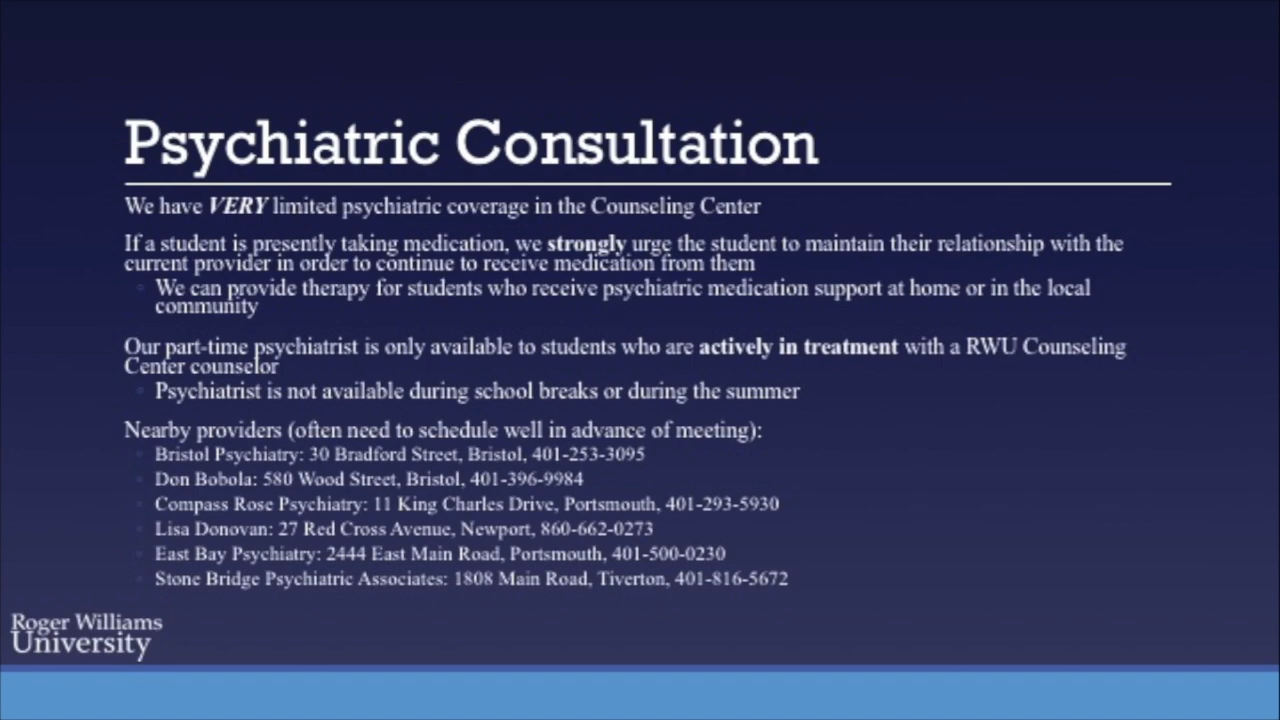 Psychiatric Consultation
We have VERY limited psychiatric coverage in the Counseling Center
If a student is presently taking medication, we strongly urge the student to maintain their relationship with the
current provider in order to continue to receive medication from them
We can provide therapy for students who receive psychiatric medication support at home or in the local
community
Our part-time psychiatrist is only available to students who are actively in treatment with a RWU Counseling
Center counselor
Psychiatrist is not available during school breaks or during the summer
Nearby providers (often need to schedule well in advance of meeting):
Bristol Psychiatry: 30 Bradford Street, Bristol, 401-253-3095
Don Bobola: 580 Wood Street, Bristol, 401-396-9984
Compass Rose Psychiatry: 11 King Charles Drive, Portsmouth, 401-293-5930
Lisa Donovan: 27 Red Cross Avenue, Newport, 860-662-0273
East Bay Psychiatry: 2444 East Main Road, Portsmouth, 401-500-0230
Stone Bridge Psychiatric Associates: 1808 Main Road, Tiverton, 401-816-5672
Roger Williams
University